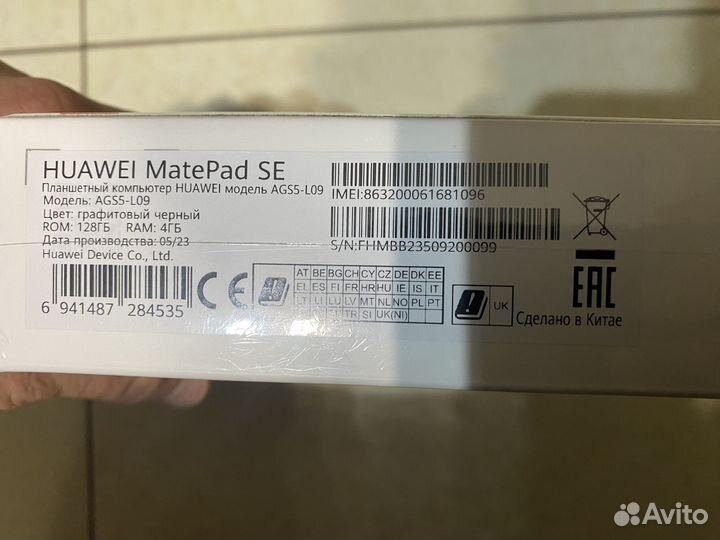 HUAWEI MatePad SE
Планшетный компьютер HUAWEI модель AGS5-L09
Модель: AGS5-L09
Цвет: графитовый черный
ROM: 128ГБ RAM: 4ГБ
Дата производства: 05/23
Huawei Device Co., Ltd.
IMEI:863200061681096
S/N:FHMBB23509200099
6 941487 284535
CE
AT BE BG CH CY CZ DE DK EE
EL ES FI FR HR HU IE IS IT
LT LI LU LV MT NL NO PL PT
TR SI UK(NI)
UK
EAC
Сделано в Китае
Avito